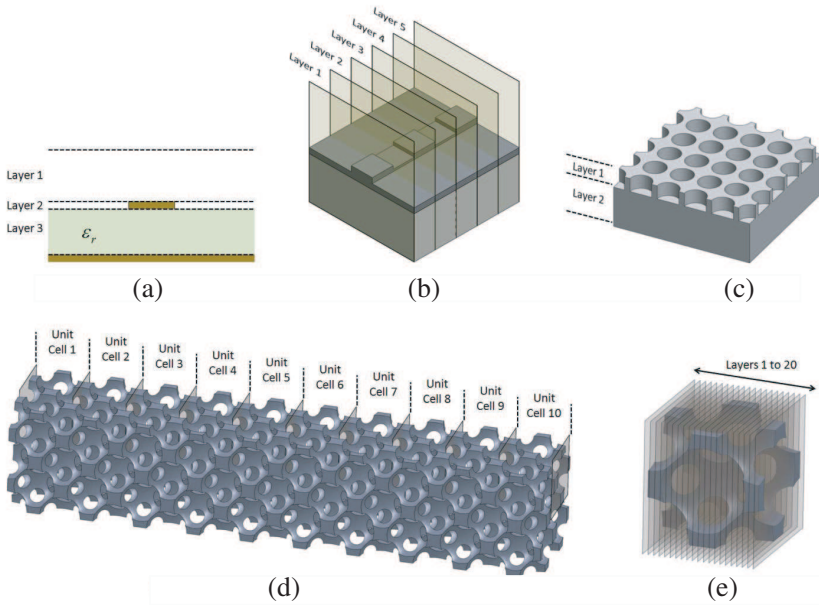 Layer 1
Layer 2
Layer 3
εr
(a)
Layer 5
Layer 4
Layer 3
Layer 2
Layer 1
(b)
Layer 1
Layer 2
(c)
Unit Cell 1
Unit Cell 2
Unit Cell 3
Unit Cell 4
Unit Cell 5
Unit Cell 6
Unit Cell 7
Unit Cell 8
Unit Cell 9
Unit Cell 10
(d)
Layers 1 to 20
(e)